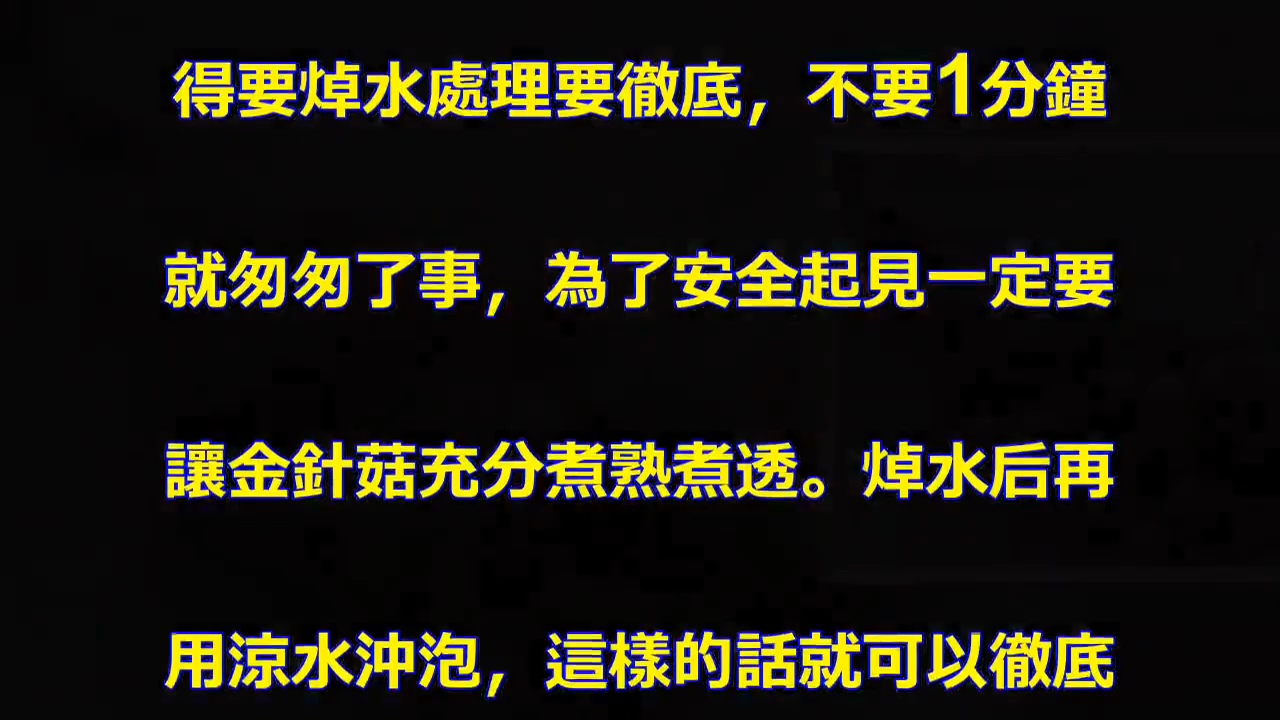 得要焯水處理要徹底，不要1分鐘
就匆匆了事，為了安全起見一定要
讓金針菇充分煮熟煮透。焯水后再
用涼水沖泡，這樣的話就可以徹底